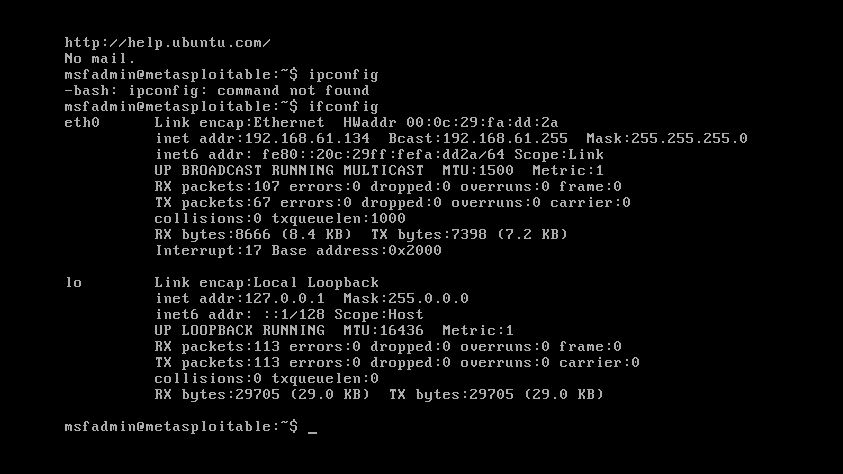 http://help.ubuntu.com/
No mail.
msfadmin@metasploitable:~$ ipconfig
-bash: ipconfig: command not found
msfadmin@metasploitable:~$ ifconfig
eth0      Link encap:Ethernet  HWaddr 00:0c:29:fa:dd:2a
          inet addr:192.168.61.134  Bcast:192.168.61.255  Mask:255.255.255.0
          inet6 addr: fe80::20c:29ff:fefa:dd2a/64 Scope:Link
          UP BROADCAST RUNNING MULTICAST  MTU:1500  Metric:1
          RX packets:107 errors:0 dropped:0 overruns:0 frame:0
          TX packets:67 errors:0 dropped:0 overruns:0 carrier:0
          collisions:0 txqueuelen:1000
          RX bytes:8666 (8.4 KB)  TX bytes:7398 (7.2 KB)
          Interrupt:17 Base address:0x2000

lo        Link encap:Local Loopback
          inet addr:127.0.0.1  Mask:255.0.0.0
          inet6 addr: ::1/128 Scope:Host
          UP LOOPBACK RUNNING  MTU:16436  Metric:1
          RX packets:113 errors:0 dropped:0 overruns:0 frame:0
          TX packets:113 errors:0 dropped:0 overruns:0 carrier:0
          collisions:0 txqueuelen:0
          RX bytes:29705 (29.0 KB)  TX bytes:29705 (29.0 KB)

msfadmin@metasploitable:~$ _